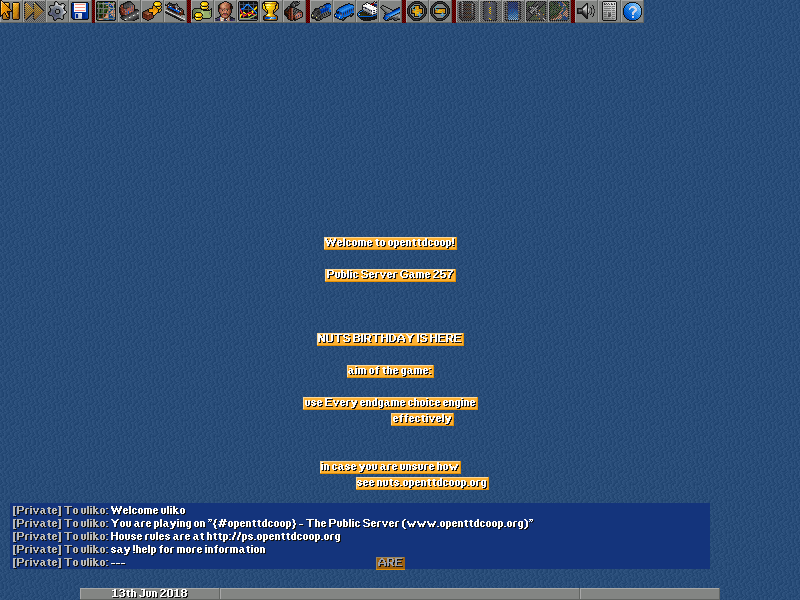 Welcome to openttdcoop!
Public Server Game 257
NUTS BIRTHDAY IS HERE
aim of the game:
use Every endgame choice engine
effectively
in case you are unsure how
see nuts.openttdcoop.org
[Private] To uliko: Welcome uliko
[Private] To uliko: You are playing on "{#openttdcoop} - The Public Server (www.openttdcoop.org)"
[Private] To uliko: House rules are at http://ps.openttdcoop.org
[Private] To uliko: say !help for more information
[Private] To uliko: ---
ARE
13th Jun 2018